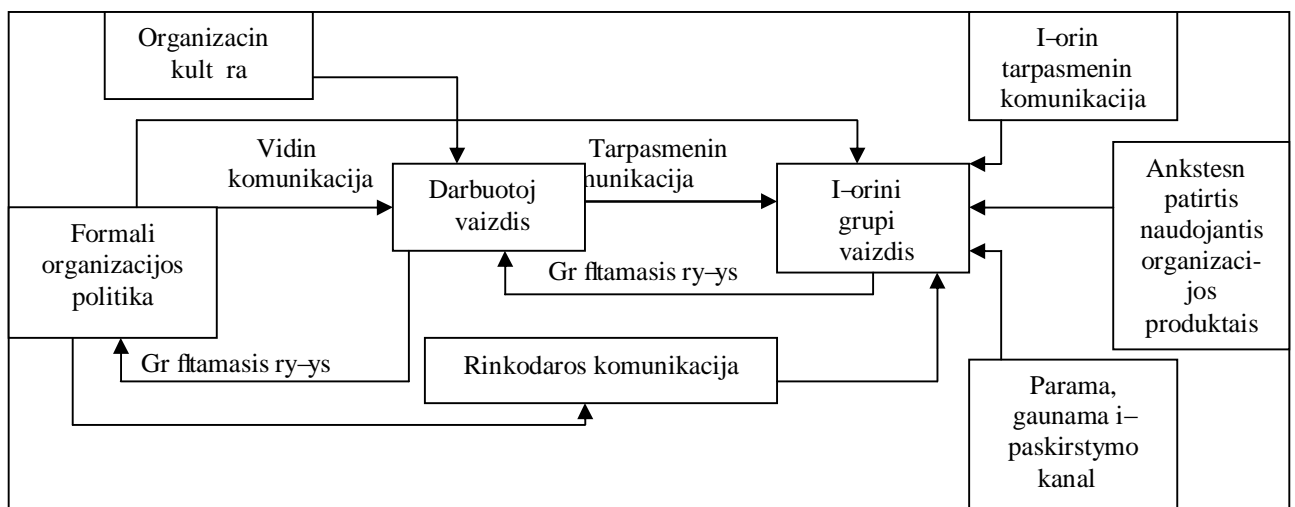 Organizacin
kult ra
I–orin
tarpasmenin
komunikacija
Vidin
komunikacija
Tarpasmenin
munikacija
Darbuotoj
vaizdis
I–orini
grupi
vaizdis
Ankstesn
patirtis
naudojantis
organizaci-
jos
produktais
Formali
organizacijos
politika
Gr fltamasis ry–ys
Gr fltamasis ry–ys
Rinkodaros komunikacija
Parama,
gaunama i–
paskirstymo
kanal